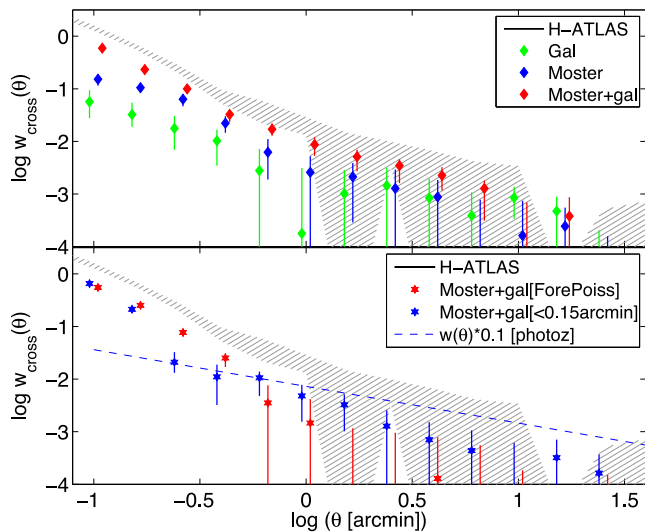 0
-1
-2
-3
-4
log w_cross(θ)
H-ATLAS
Gal
Moster
Moster+gal
0
-1
-2
-3
-4
log w_cross(θ)
H-ATLAS
Moster+gal[ForePoiss]
Moster+gal[<0.15arcmin]
w(θ)*0.1 [photoz]
-1 -0.5 0 0.5 1 1.5
log (θ [arcmin])